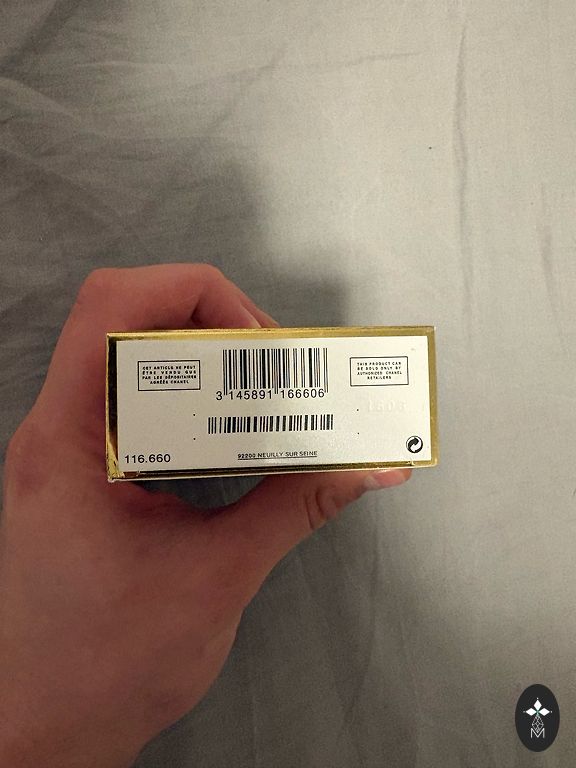 CET ARTICLE NE PEUT
ÊTRE VENDU QUE
PAR LES DÉPOSITAIRES
AGRÉÉS CHANEL
THIS PRODUCT CAN
BE SOLD ONLY BY
AUTHORIZED CHANEL
RETAILERS
3 145891 166606
116.660
92200 NEUILLY SUR SEINE
M